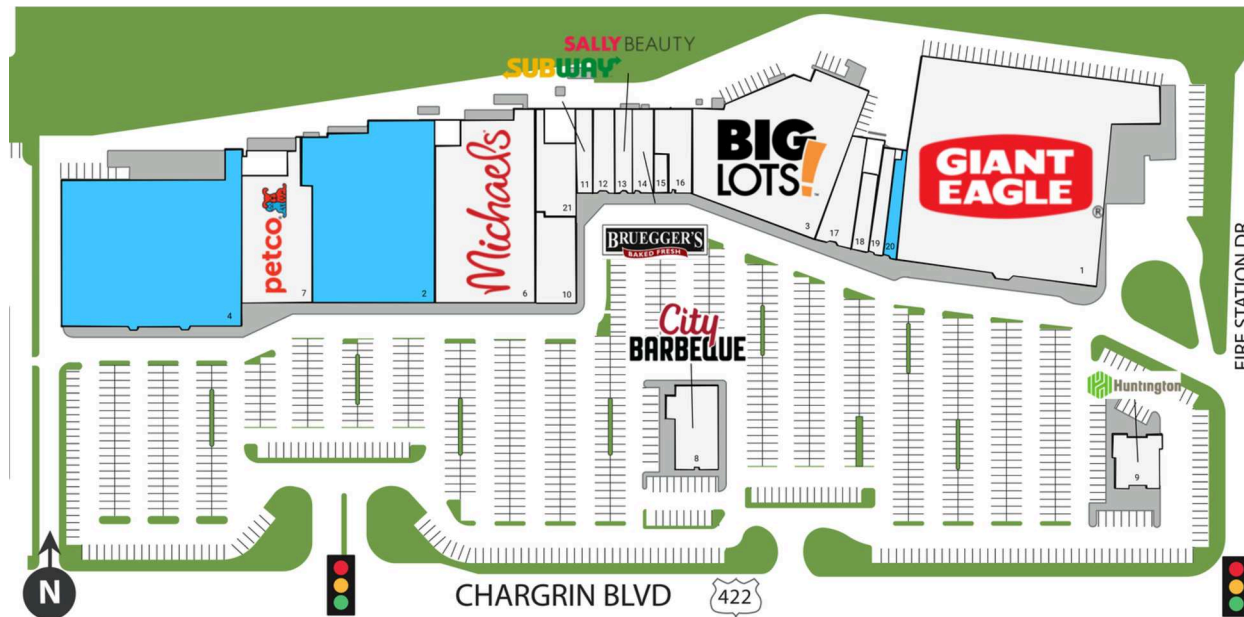 SALLY BEAUTY
SUBWAY
BIG
LOTS!™
GIANT
EAGLE
®
Michaels
petco
BRUEGGER'S
BAKED FRESH
City
BARBEQUE
Huntington
FIRE STATION DR
4
7
2
6
10
21
11
12
13
14
15
16
3
17
18
19
20
1
8
9
N
CHARGRIN BLVD
422